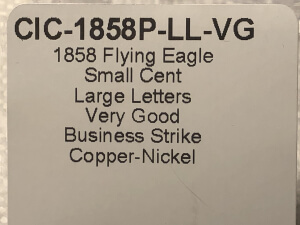 CIC-1858P-LL-VG
1858 Flying Eagle
Small Cent
Large Letters
Very Good
Business Strike
Copper-Nickel